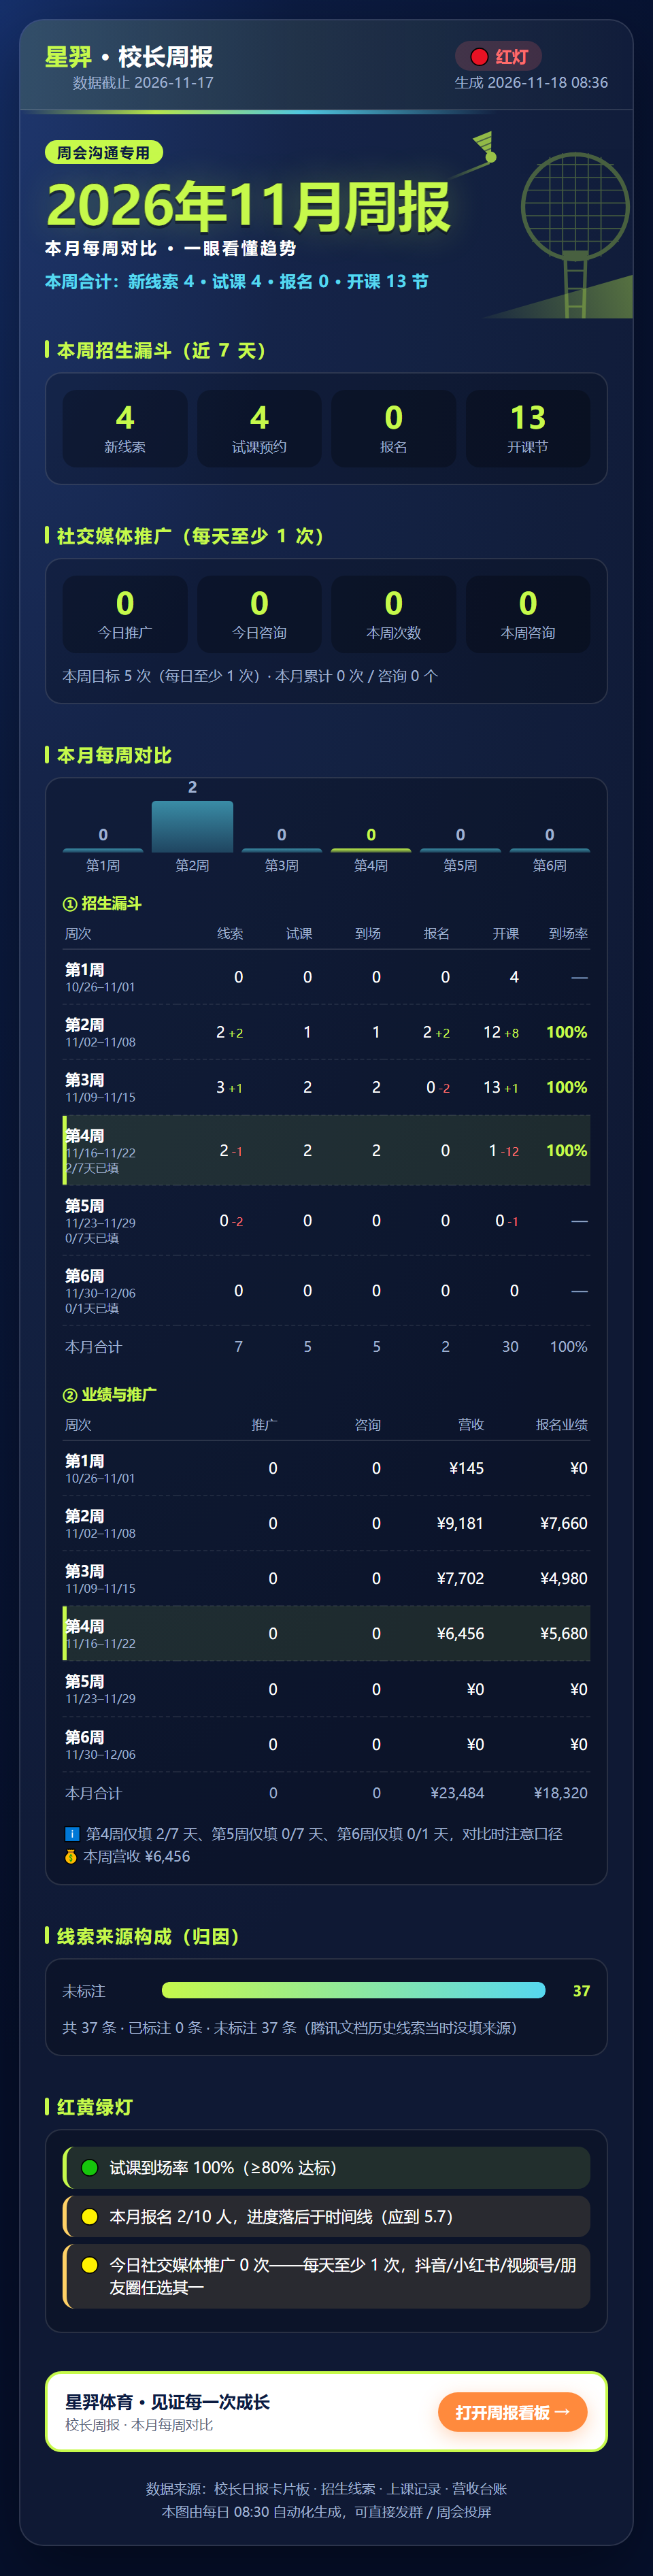 星羿 • 校长周报
数据截止 2026-11-17
红灯
生成 2026-11-18 08:36
周会沟通专用
2026年11月周报
本月每周对比 • 一眼看懂趋势
本周合计：新线索 4 • 试课 4 • 报名 0 • 开课 13 节
本周招生漏斗（近 7 天）
4 4 0 13
新线索 试课预约 报名 开课节
社交媒体推广（每天至少 1 次）
0 0 0 0
今日推广 今日咨询 本周次数 本周咨询
本周目标 5 次（每日至少 1 次）· 本月累计 0 次 / 咨询 0 个
本月每周对比
0 2 0 0 0 0
第1周 第2周 第3周 第4周 第5周 第6周
① 招生漏斗
周次 线索 试课 到场 报名 开课 到场率
第1周
10/26–11/01
0 0 0 0 4 —
第2周
11/02–11/08
2 +2 1 1 2 +2 12 +8 100%
第3周
11/09–11/15
3 +1 2 2 0 -2 13 +1 100%
第4周
11/16–11/22
2/7天已填
2 -1 2 2 0 1 -12 100%
第5周
11/23–11/29
0/7天已填
0 -2 0 0 0 0 -1 —
第6周
11/30–12/06
0/1天已填
0 0 0 0 0 —
本月合计 7 5 5 2 30 100%
② 业绩与推广
周次 推广 咨询 营收 报名业绩
第1周
10/26–11/01
0 0 ¥145 ¥0
第2周
11/02–11/08
0 0 ¥9,181 ¥7,660
第3周
11/09–11/15
0 0 ¥7,702 ¥4,980
第4周
11/16–11/22
0 0 ¥6,456 ¥5,680
第5周
11/23–11/29
0 0 ¥0 ¥0
第6周
11/30–12/06
0 0 ¥0 ¥0
本月合计 0 0 ¥23,484 ¥18,320
ℹ️ 第4周仅填 2/7 天、第5周仅填 0/7 天、第6周仅填 0/1 天，对比时注意口径
💰 本周营收 ¥6,456
线索来源构成（归因）
未标注 37
共 37 条 · 已标注 0 条 · 未标注 37 条（腾讯文档历史线索当时没填来源）
红黄绿灯
试课到场率 100%（≥80% 达标）
本月报名 2/10 人，进度落后于时间线（应到 5.7）
今日社交媒体推广 0 次——每天至少 1 次，抖音/小红书/视频号/朋
友圈任选其一
星羿体育 • 见证每一次成长
校长周报 · 本月每周对比
打开周报看板 →
数据来源：校长日报卡片板 · 招生线索 · 上课记录 · 营收台账
本图由每日 08:30 自动化生成，可直接发群 / 周会投屏